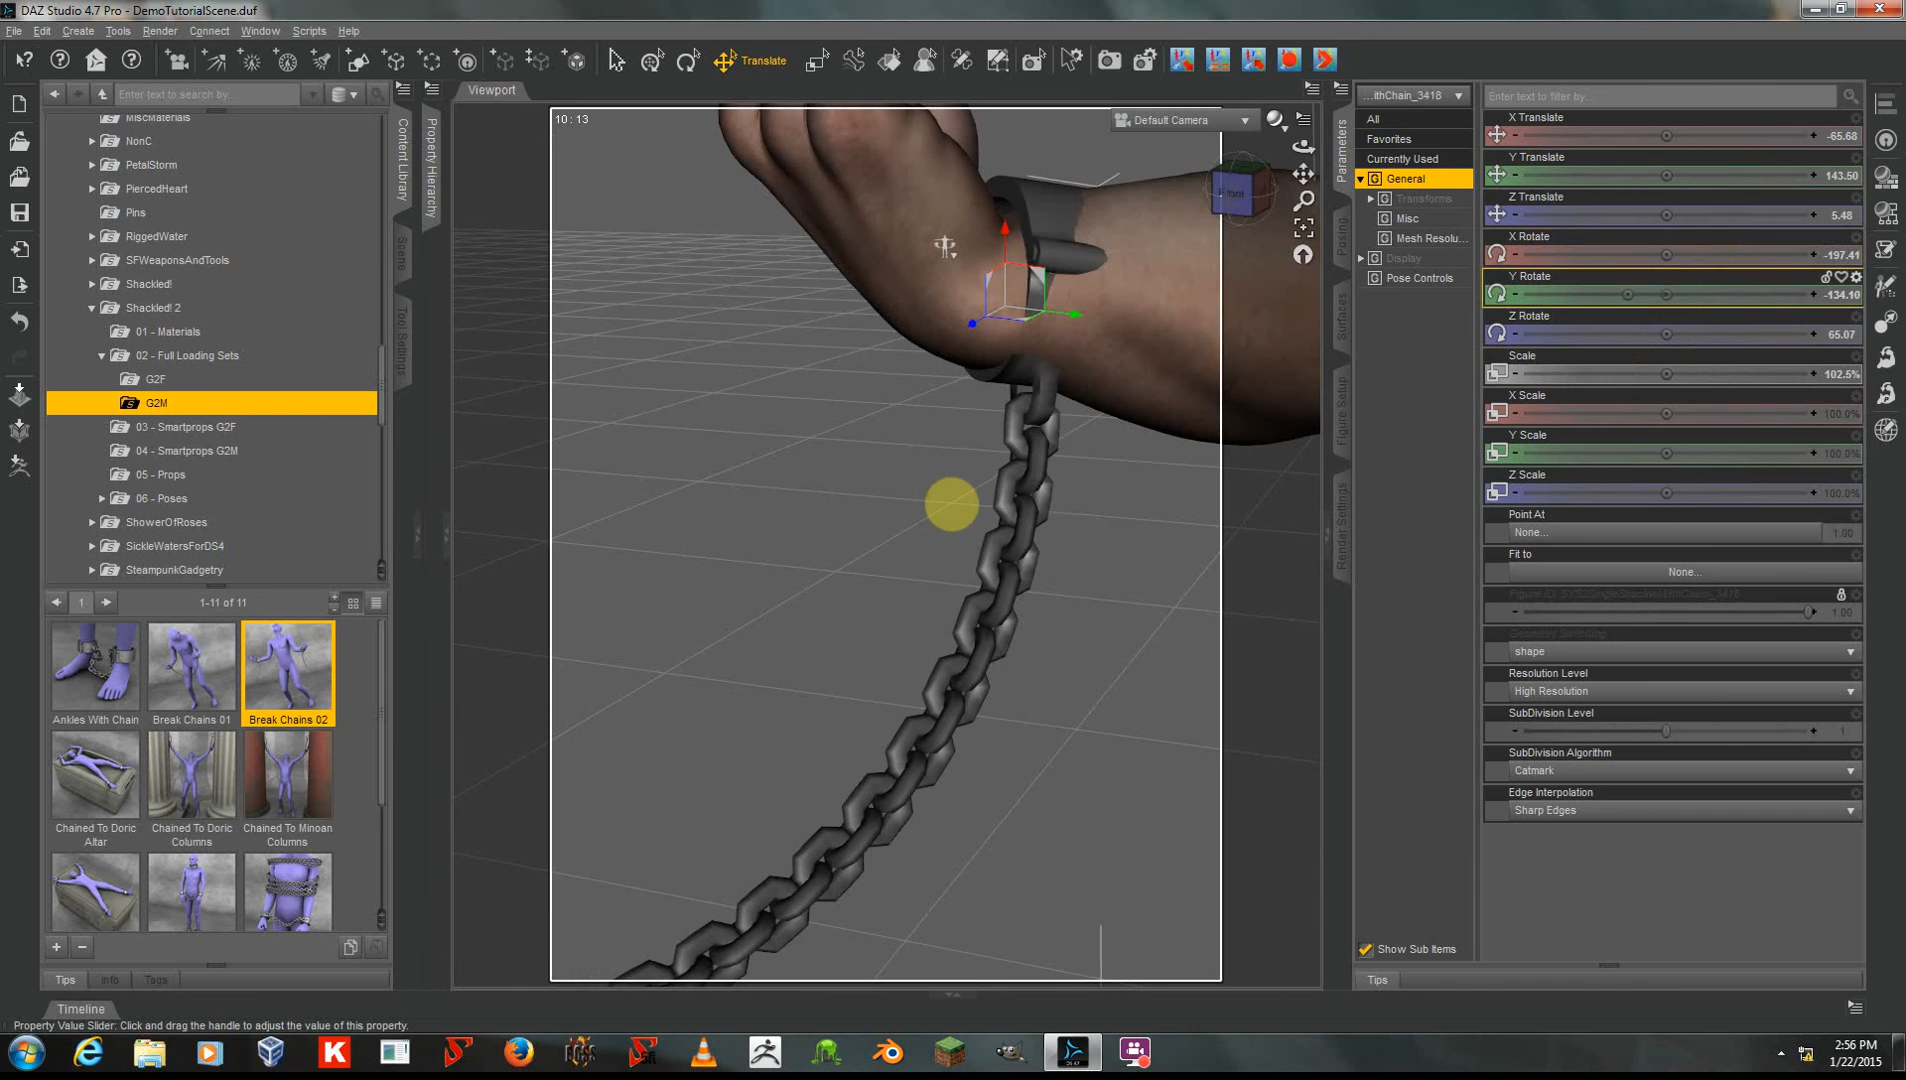 DAZ Studio 4.7 Pro - DemoTutorialScene.duf
File Edit Create Tools Render Connect Window Scripts Help
Translate
Enter text to search by...
MiscMaterials
NonC
PetalStorm
PiercedHeart
Pins
RiggedWater
SFWeaponsAndTools
Shackled!
Shackled! 2
01 - Materials
02 - Full Loading Sets
G2F
G2M
03 - Smartprops G2F
04 - Smartprops G2M
05 - Props
06 - Poses
ShowerOfRoses
SickleWatersForDS4
SteampunkGadgetry
1
1-11 of 11
Ankles With Chain
Break Chains 01
Break Chains 02
Chained To Doric Altar
Chained To Doric Columns
Chained To Minoan Columns
Tips Info Tags
Content Library
Scene
Property Hierarchy
Tool Settings
Viewport
10 : 13
Default Camera
Front
Parameters
Posing
Surfaces
Figure Setup
Render Settings
...ithChain_3418
All
Favorites
Currently Used
General
Transforms
Misc
Mesh Resolu...
Display
Pose Controls
Show Sub Items
Tips
Enter text to filter by...
X Translate
-65.68
Y Translate
143.50
Z Translate
5.48
X Rotate
-197.41
Y Rotate
-134.10
Z Rotate
65.07
Scale
102.5%
X Scale
100.0%
Y Scale
100.0%
Z Scale
100.0%
Point At
None...
1.00
Fit to
None...
1.00
shape
Resolution Level
High Resolution
SubDivision Level
1
SubDivision Algorithm
Catmark
Edge Interpolation
Sharp Edges
Timeline
Property Value Slider: Click and drag the handle to adjust the value of this property.
2:56 PM
1/22/2015